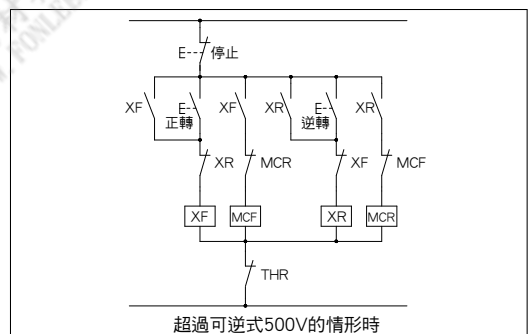 E 停止
XF E 正轉 XF XR E 逆轉 XR
XR MCR XF MCF
XF MCF XR MCR
THR
超過可逆式500V的情形時